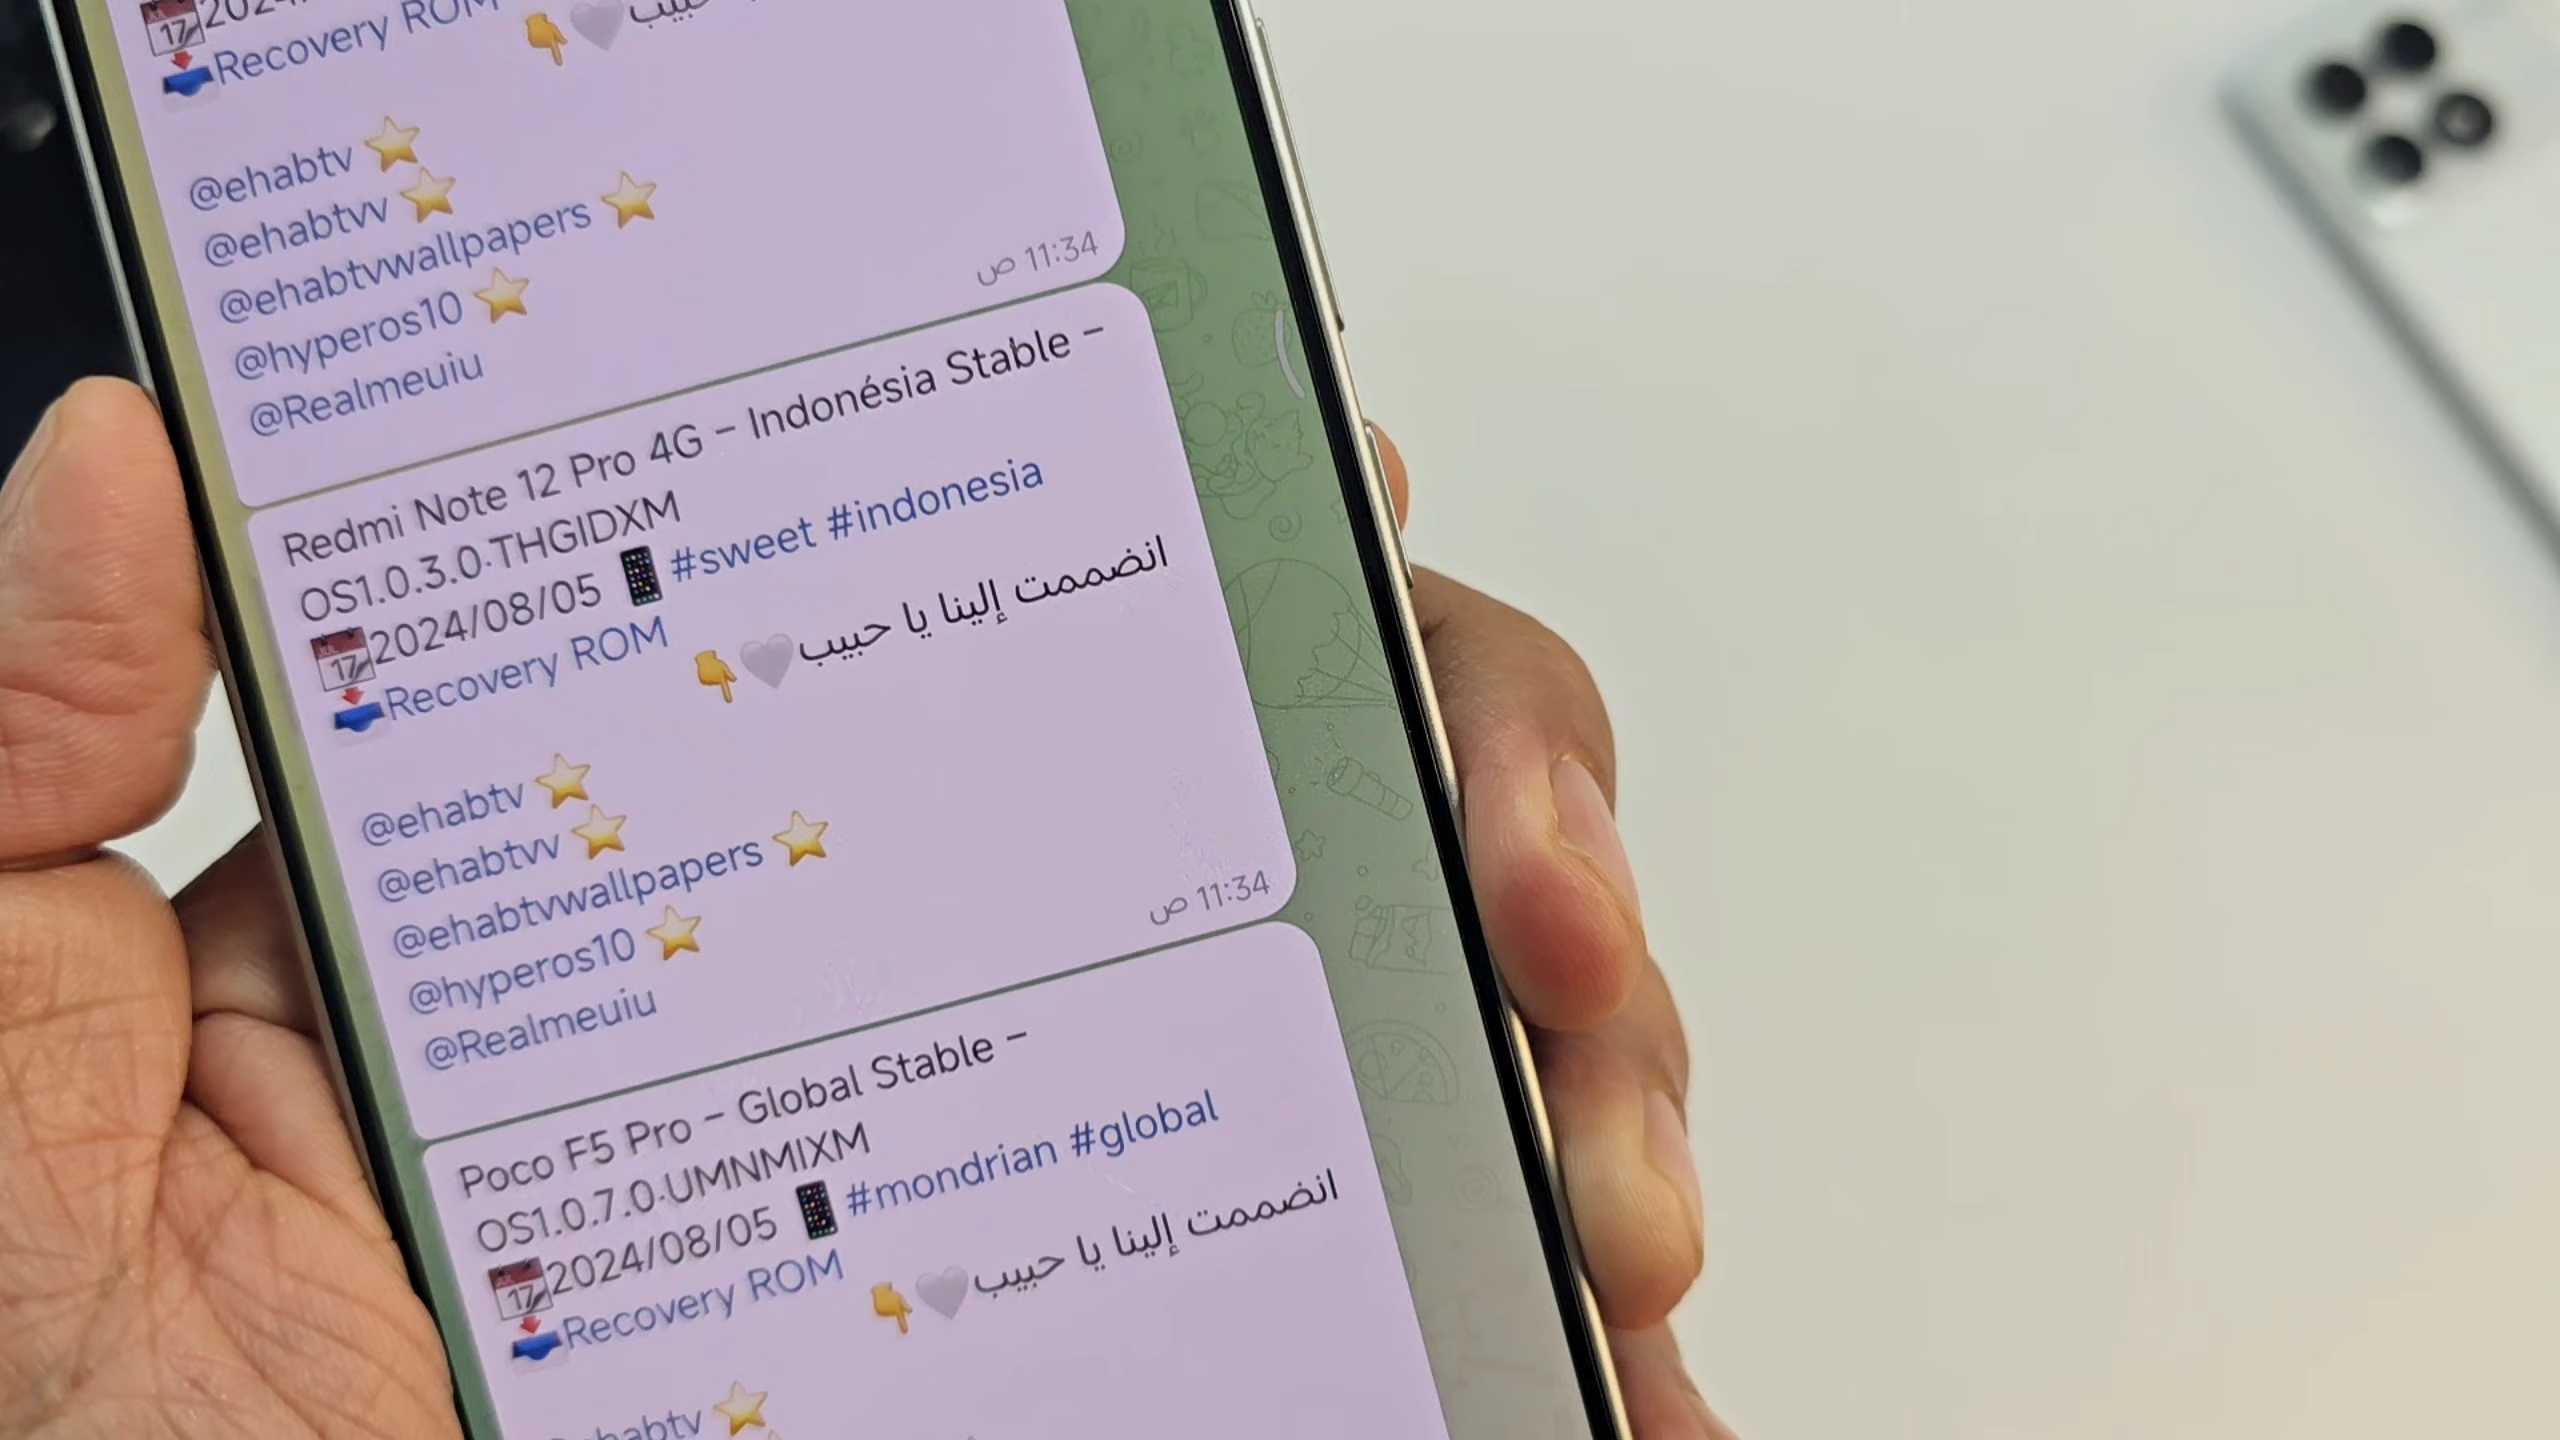 Recovery ROM
@ehabtv ⭐
@ehabtvv ⭐
@ehabtvwallpapers ⭐
@hyperos10 ⭐
@Realmeuiu
11:34 ص
Redmi Note 12 Pro 4G – Indonésia Stable –
OS1.0.3.0.THGIDXM
📅2024/08/05 📱 #sweet #indonesia
📥Recovery ROM
انضممت إلينا يا حبيب🤍👇
@ehabtv ⭐
@ehabtvv ⭐
@ehabtvwallpapers ⭐
@hyperos10 ⭐
@Realmeuiu
11:34 ص
Poco F5 Pro – Global Stable –
OS1.0.7.0.UMNMIXM
📅2024/08/05 📱 #mondrian #global
📥Recovery ROM
انضممت إلينا يا حبيب🤍👇